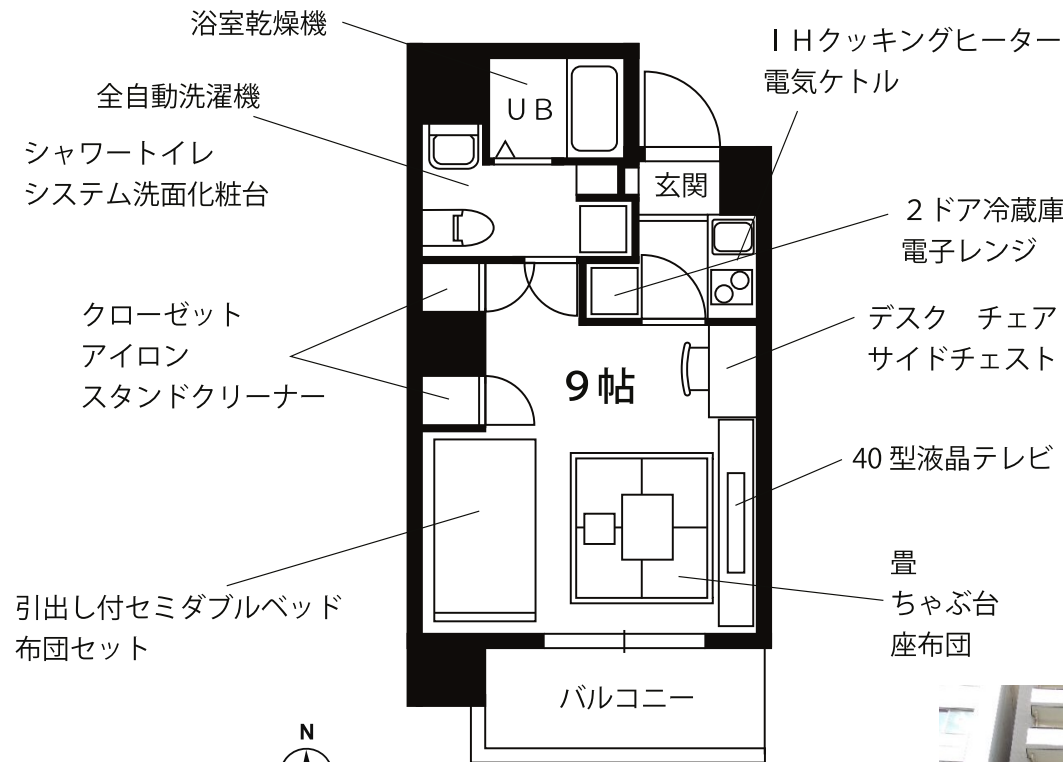 浴室乾燥機
ＩＨクッキングヒーター
電気ケトル
全自動洗濯機
シャワートイレ
システム洗面化粧台
ＵＢ
玄関
２ドア冷蔵庫
電子レンジ
クローゼット
アイロン
スタンドクリーナー
デスク　チェア
サイドチェスト
９帖
40 型液晶テレビ
引出し付セミダブルベッド
布団セット
畳
ちゃぶ台
座布団
バルコニー
N